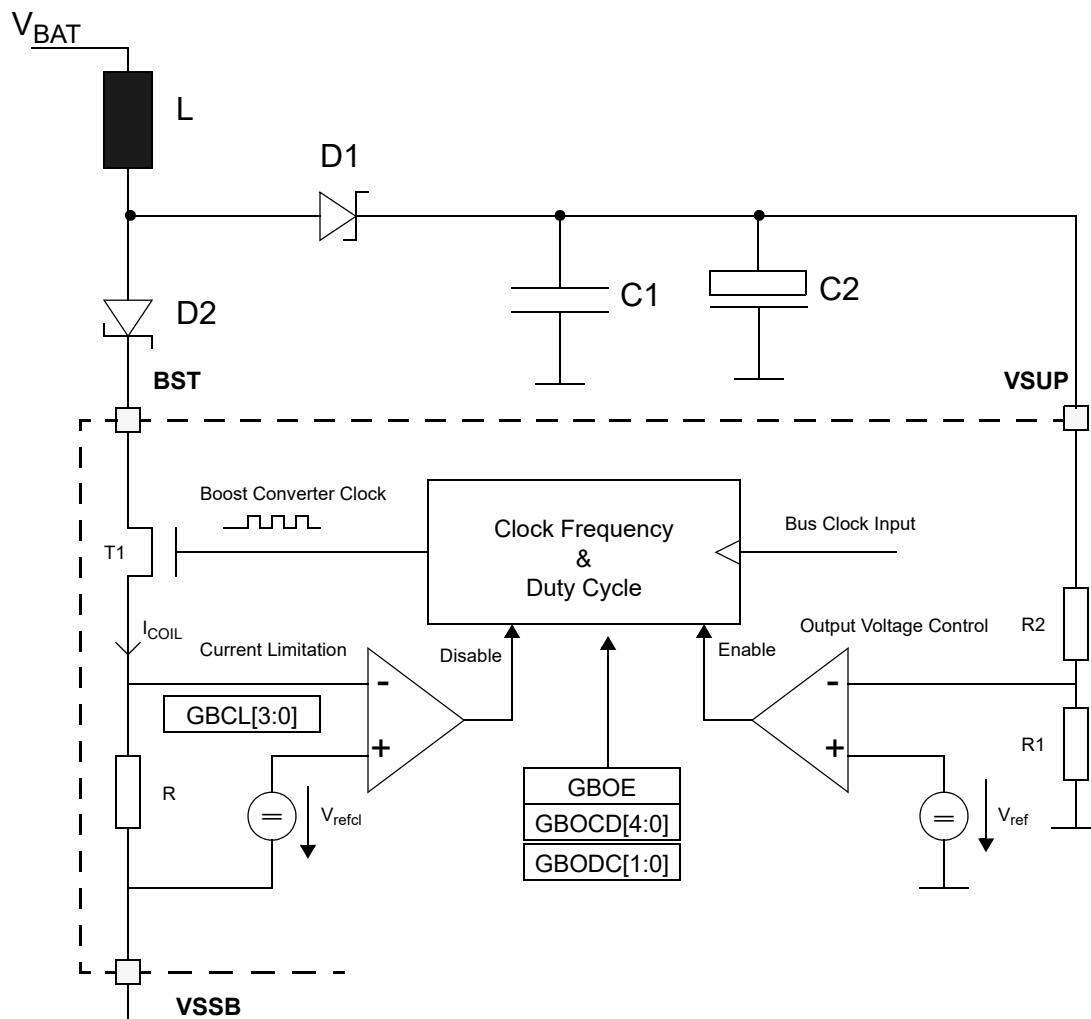 VBAT
L
D1
D2
C1
C2
BST
VSUP
Boost Converter Clock
Clock Frequency
&
Duty Cycle
Bus Clock Input
T1
ICOIL
Current Limitation
Disable
Enable
Output Voltage Control
R2
-
-
GBCL[3:0]
+
+
R1
R
=
Vrefcl
GBOE
GBOCD[4:0]
GBODC[1:0]
=
Vref
VSSB